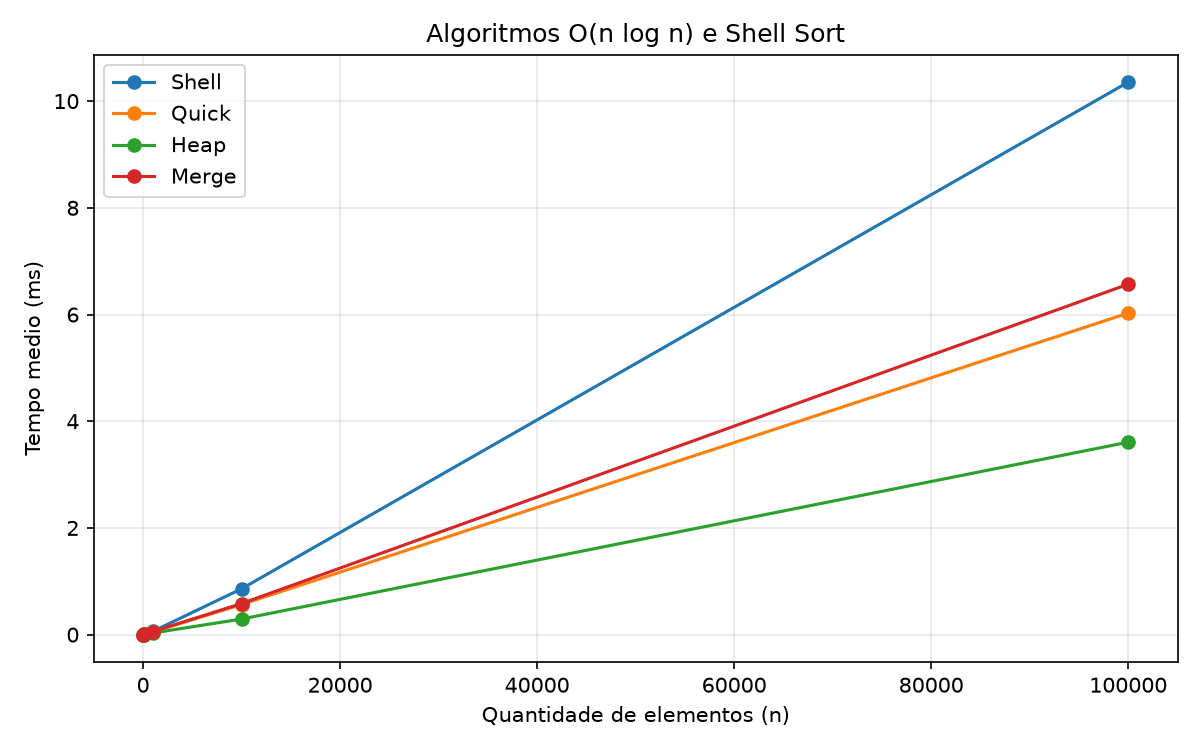 Algoritmos O(n log n) e Shell Sort
Shell
Quick
Heap
Merge
Tempo medio (ms)
10
8
6
4
2
0
0 20000 40000 60000 80000 100000
Quantidade de elementos (n)